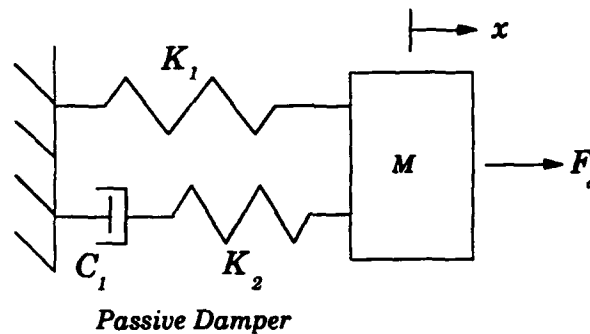 x
K₁
M
F
C₁
K₂
Passive Damper